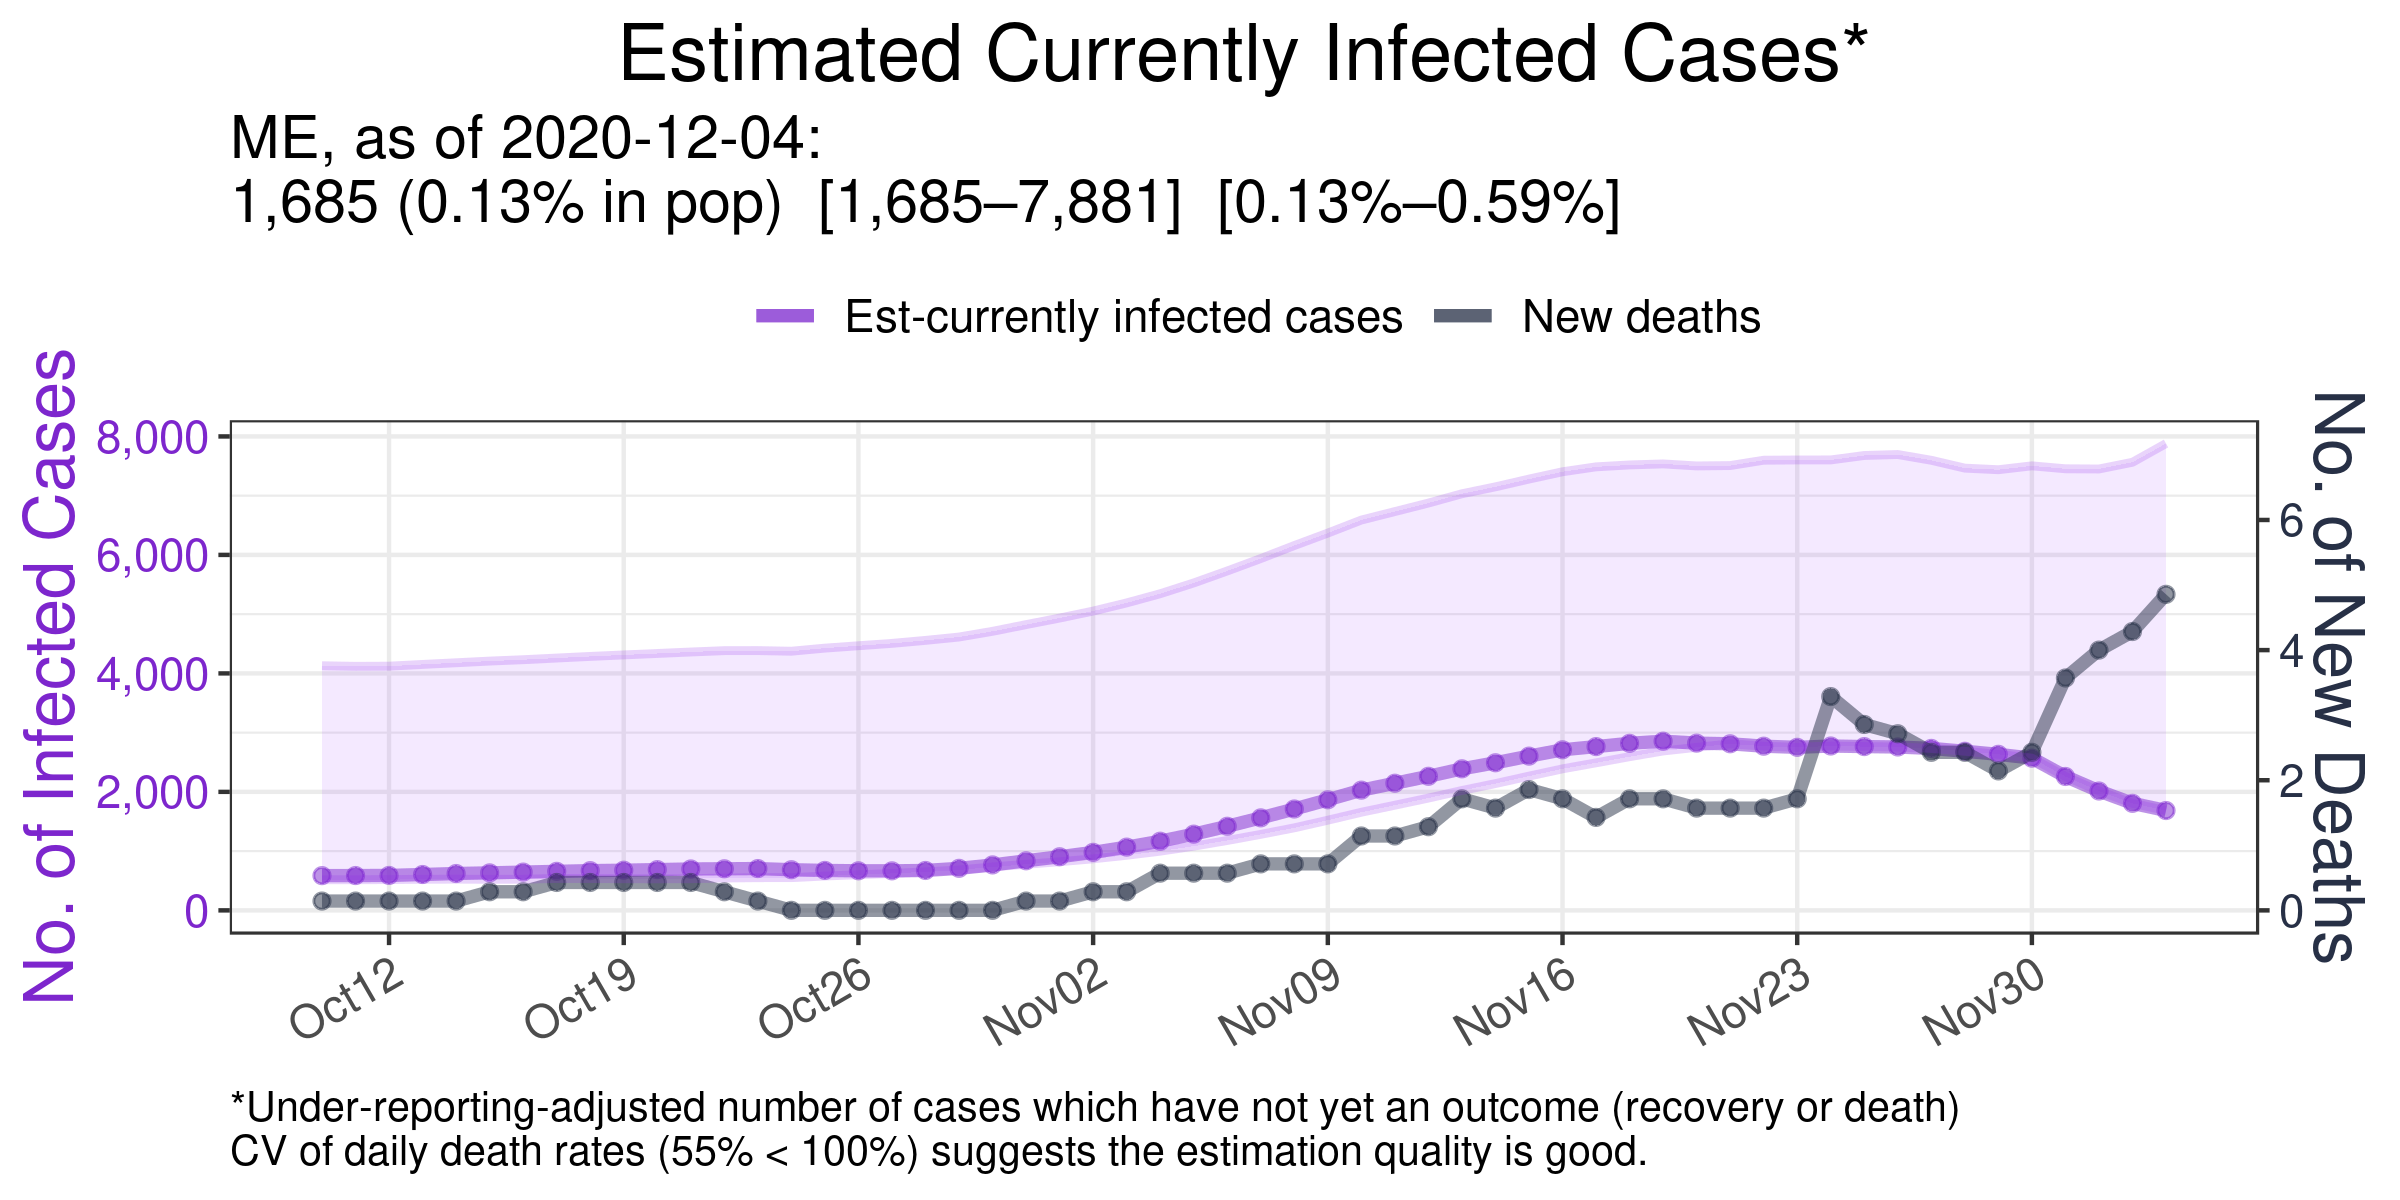 Estimated Currently Infected Cases*
ME, as of 2020-12-04:
1,685 (0.13% in pop)  [1,685–7,881]  [0.13%–0.59%]
Est-currently infected cases
New deaths
No. of Infected Cases
8,000
6,000
4,000
2,000
0
No. of New Deaths
6
4
2
0
Oct12
Oct19
Oct26
Nov02
Nov09
Nov16
Nov23
Nov30
*Under-reporting-adjusted number of cases which have not yet an outcome (recovery or death)
CV of daily death rates (55% < 100%) suggests the estimation quality is good.